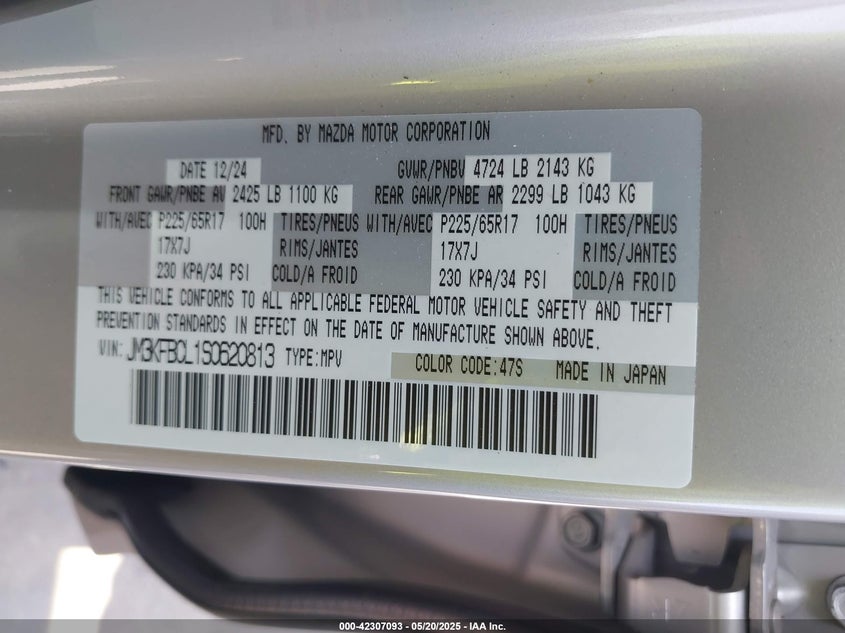 MFD. BY MAZDA MOTOR CORPORATION
DATE 12/24 GVWR/PNBV 4724 LB 2143 KG
FRONT GAWR/PNBE AV 2425 LB 1100 KG REAR GAWR/PNBE AR 2299 LB 1043 KG
WITH/AVEC P225/65R17 100H TIRES/PNEUS WITH/AVEC P225/65R17 100H TIRES/PNEUS
17X7J RIMS/JANTES 17X7J RIMS/JANTES
230 KPA/34 PSI COLD/A FROID 230 KPA/34 PSI COLD/A FROID
THIS VEHICLE CONFORMS TO ALL APPLICABLE FEDERAL MOTOR VEHICLE SAFETY AND THEFT
PREVENTION STANDARDS IN EFFECT ON THE DATE OF MANUFACTURE SHOWN ABOVE.
VIN: JM3KFBCL1S0620813 TYPE:MPV COLOR CODE:47S MADE IN JAPAN
000-42307093 — 05/20/2025 — IAA Inc.